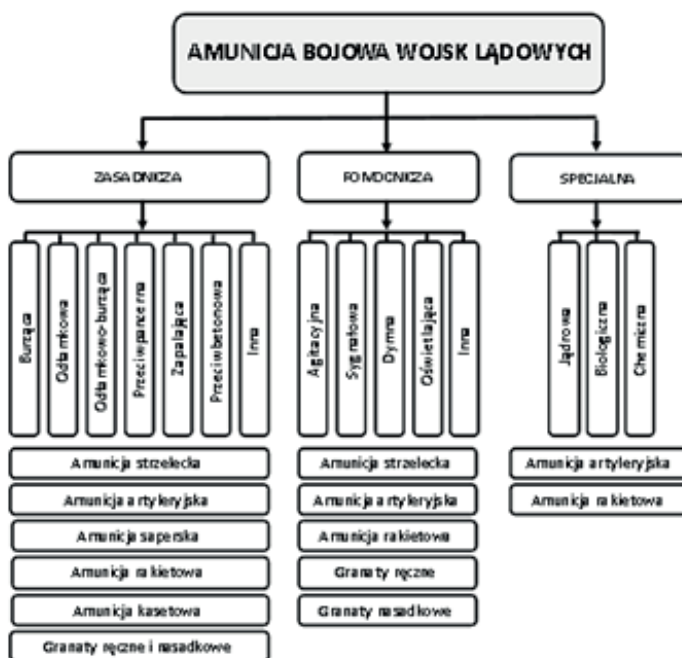 AMUNICJA BOJOWA WOJSK LĄDOWYCH
ZASADNICZA
POMOCNICZA
SPECJALNA
Burząca
Odłamkowa
Odłamkowo-burząca
Przeciwpancerna
Zapalająca
Przeciwbetonowa
Inna
Agitacyjna
Sygnałowa
Dymna
Oświetlająca
Inna
Jądrowa
Biologiczna
Chemiczna
Amunicja strzelecka
Amunicja artyleryjska
Amunicja saperska
Amunicja rakietowa
Amunicja kasetowa
Granaty ręczne i nasadkowe
Amunicja strzelecka
Amunicja artyleryjska
Amunicja rakietowa
Granaty ręczne
Granaty nasadkowe
Amunicja artyleryjska
Amunicja rakietowa